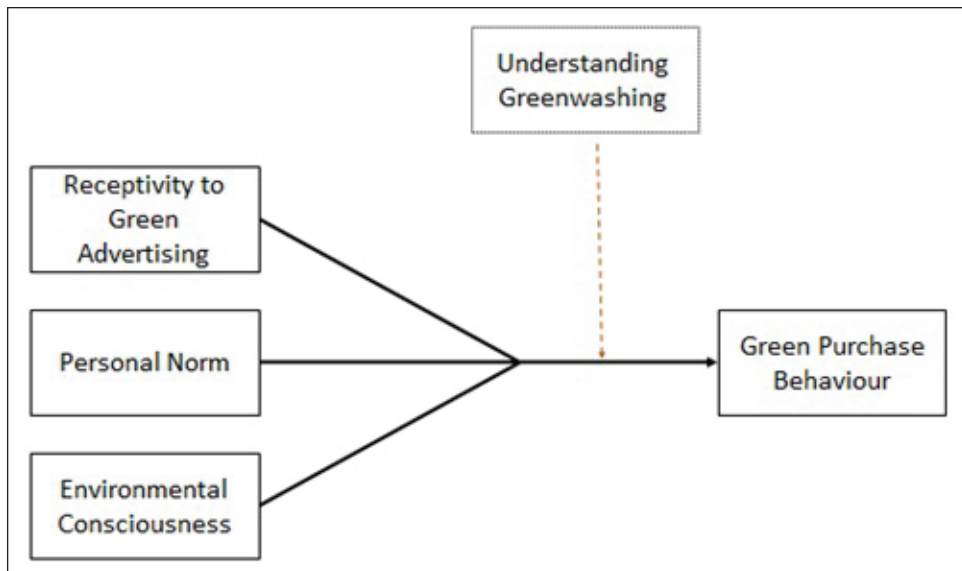 Understanding
Greenwashing
Receptivity to
Green
Advertising
Personal Norm
Green Purchase
Behaviour
Environmental
Consciousness